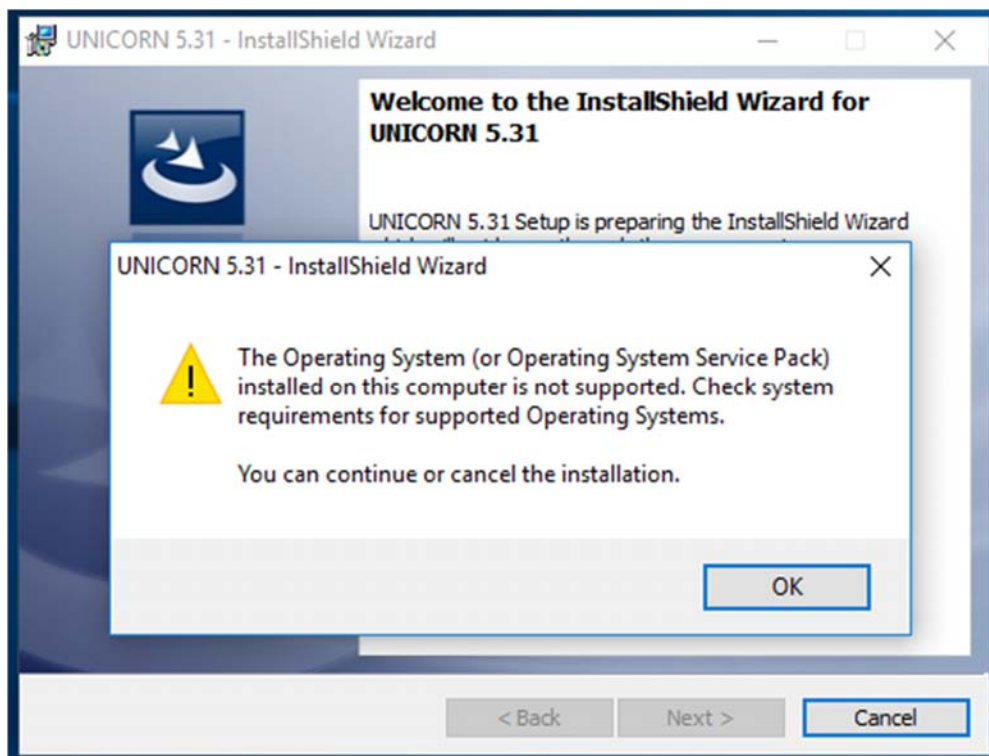 UNICORN 5.31 - InstallShield Wizard
Welcome to the InstallShield Wizard for
UNICORN 5.31
UNICORN 5.31 Setup is preparing the InstallShield Wizard
UNICORN 5.31 - InstallShield Wizard
The Operating System (or Operating System Service Pack)
installed on this computer is not supported. Check system
requirements for supported Operating Systems.
You can continue or cancel the installation.
OK
< Back
Next >
Cancel